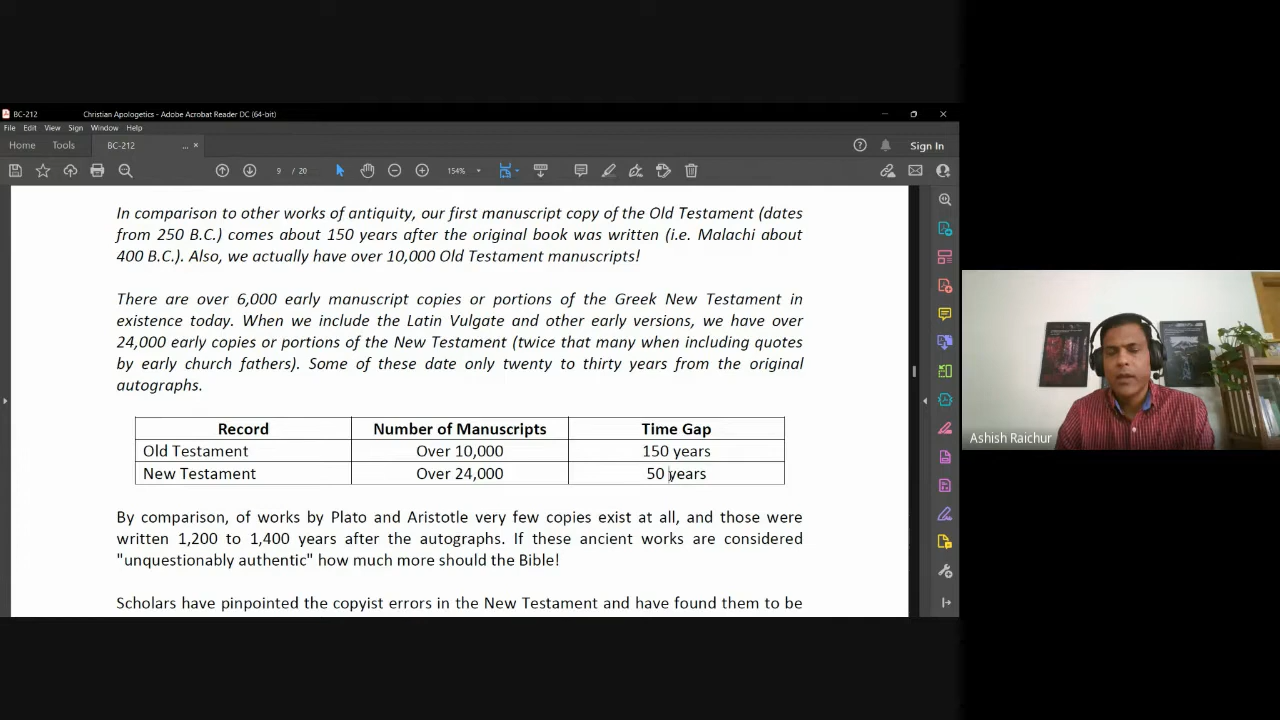 BC-212 Christian Apologetics - Adobe Acrobat Reader DC (64-bit)
File Edit View Sign Window Help
Home Tools BC-212 ... × Sign In
9 / 20 154%
In comparison to other works of antiquity, our first manuscript copy of the Old Testament (dates
from 250 B.C.) comes about 150 years after the original book was written (i.e. Malachi about
400 B.C.). Also, we actually have over 10,000 Old Testament manuscripts!
There are over 6,000 early manuscript copies or portions of the Greek New Testament in
existence today. When we include the Latin Vulgate and other early versions, we have over
24,000 early copies or portions of the New Testament (twice that many when including quotes
by early church fathers). Some of these date only twenty to thirty years from the original
autographs.
Record Number of Manuscripts Time Gap
Old Testament Over 10,000 150 years
New Testament Over 24,000 50 years
By comparison, of works by Plato and Aristotle very few copies exist at all, and those were
written 1,200 to 1,400 years after the autographs. If these ancient works are considered
"unquestionably authentic" how much more should the Bible!
Scholars have pinpointed the copyist errors in the New Testament and have found them to be
Ashish Raichur